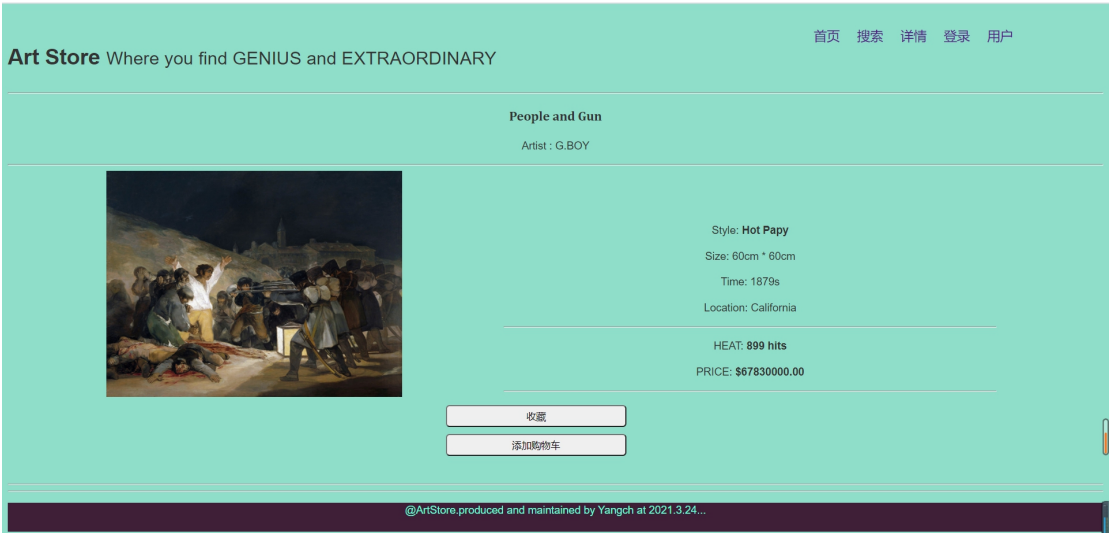 首页 搜索 详情 登录 用户
Art Store Where you find GENIUS and EXTRAORDINARY
People and Gun
Artist : G.BOY
Style: Hot Papy
Size: 60cm * 60cm
Time: 1879s
Location: California
HEAT: 899 hits
PRICE: $67830000.00
收藏
添加购物车
@ArtStore.produced and maintained by Yangch at 2021.3.24...